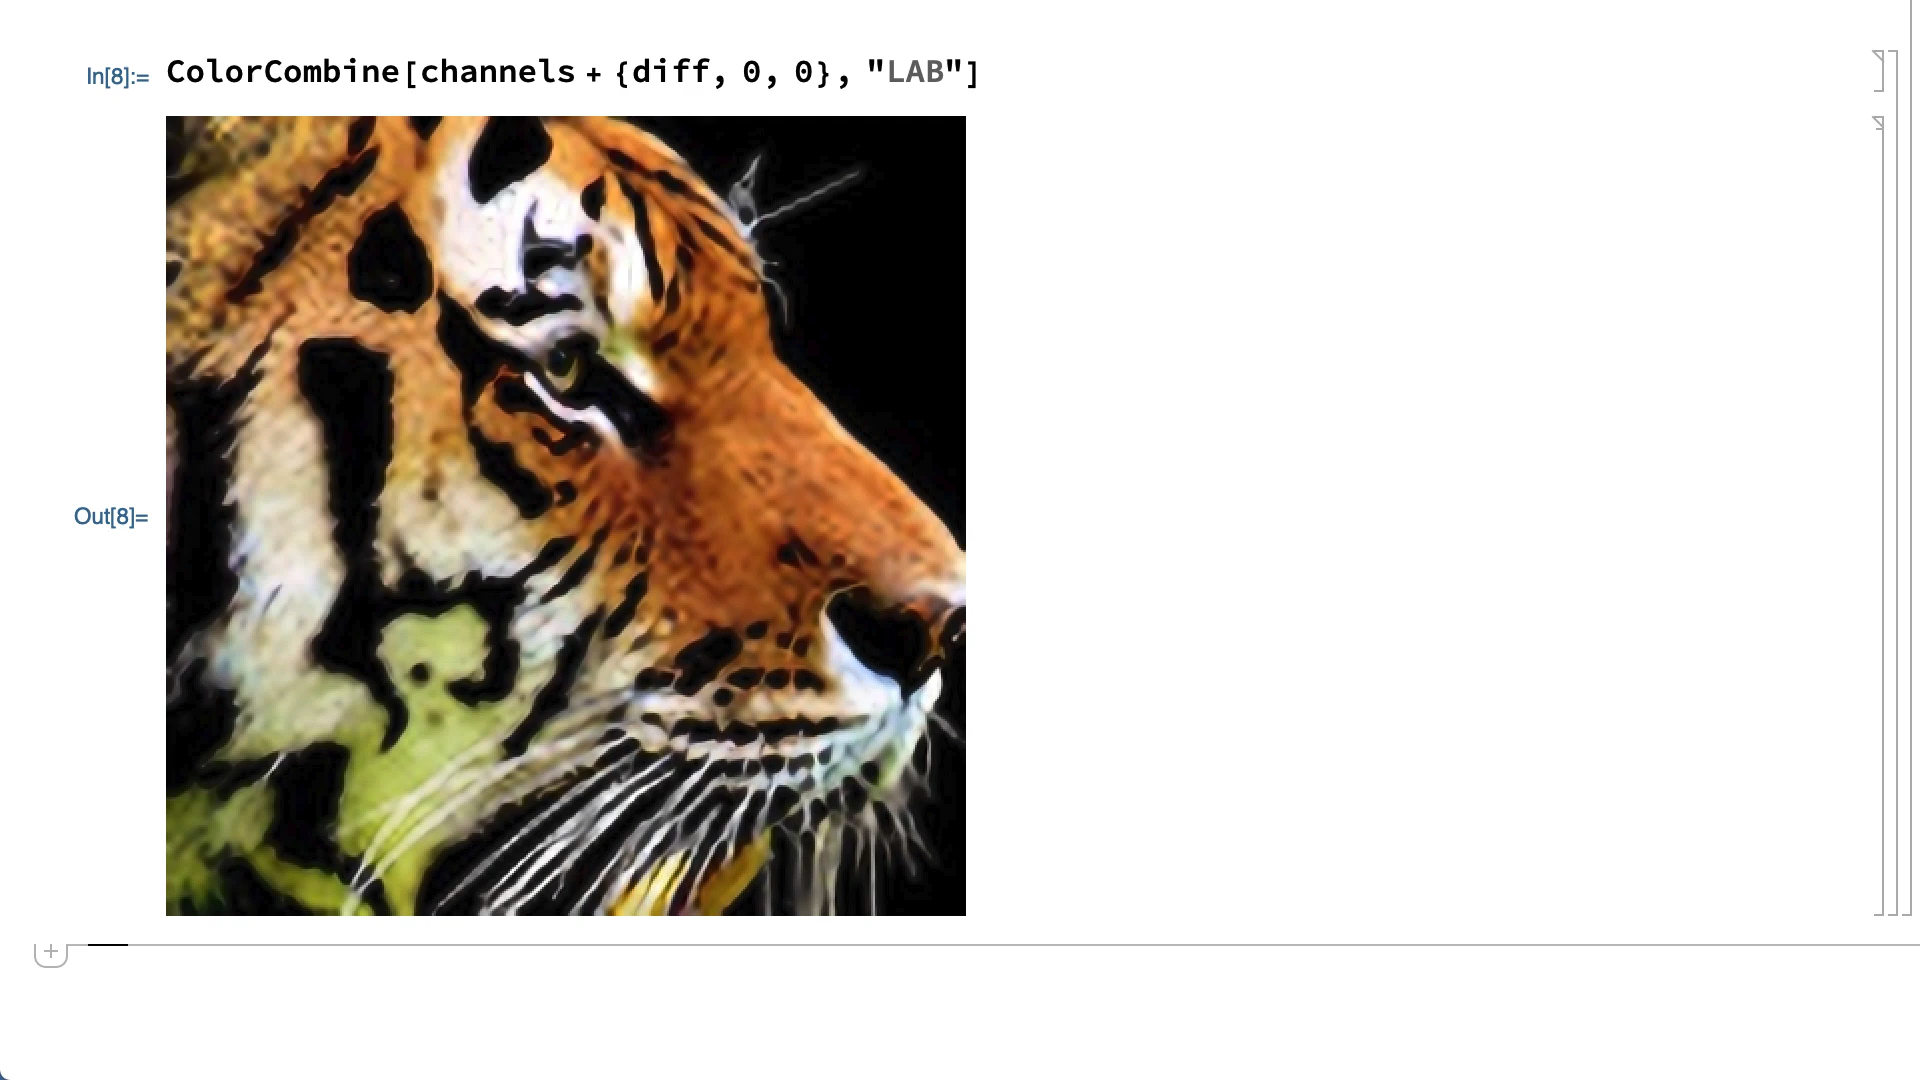 In[8]:= ColorCombine[channels + {diff, 0, 0}, "LAB"]
Out[8]=